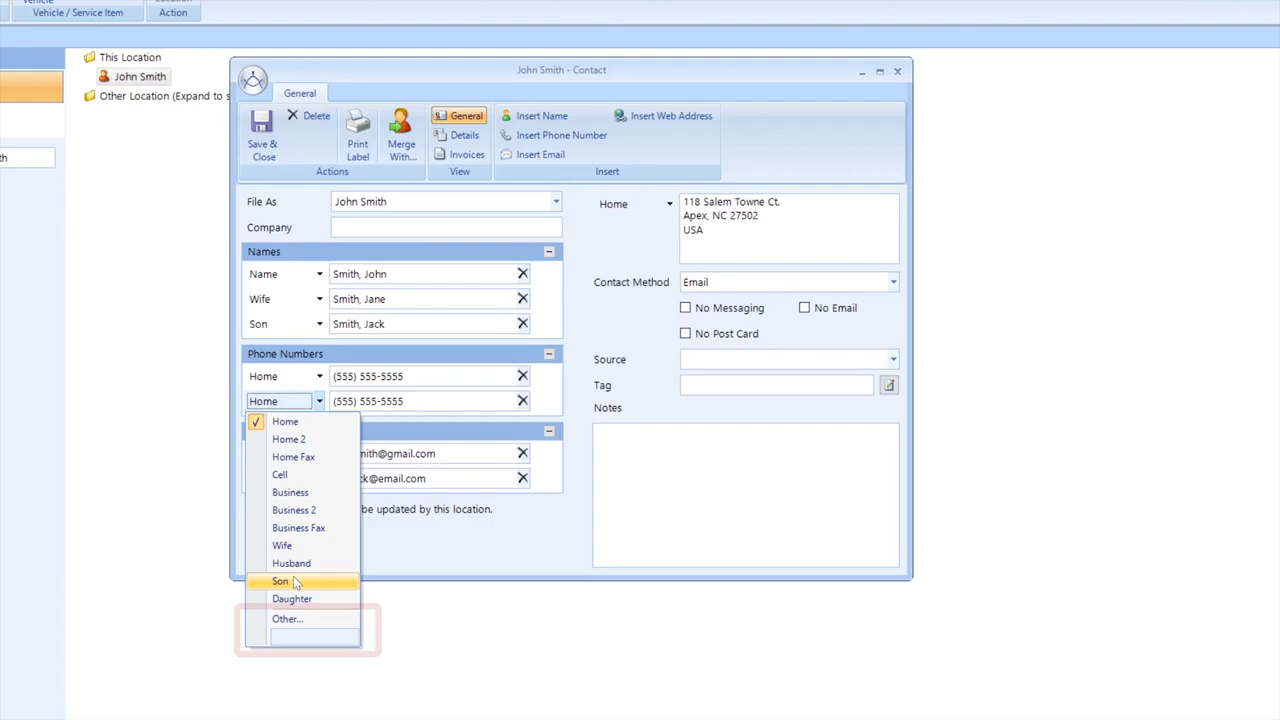 Vehicle / Service Item
Action
This Location
John Smith
Other Location (Expand to s
th
John Smith - Contact
General
Save & Close
Delete
Print Label
Merge With...
General
Details
Invoices
Insert Name
Insert Phone Number
Insert Email
Insert Web Address
Actions
View
Insert
File As
John Smith
Company
Names
Name
Smith, John
Wife
Smith, Jane
Son
Smith, Jack
Phone Numbers
Home
(555) 555-5555
Home
(555) 555-5555
Home
Home 2
Home Fax
Cell
Business
Business 2
Business Fax
Wife
Husband
Son
Daughter
Other...
mith@gmail.com
ck@email.com
be updated by this location.
Home
118 Salem Towne Ct.
Apex, NC 27502
USA
Contact Method
Email
No Messaging
No Email
No Post Card
Source
Tag
Notes